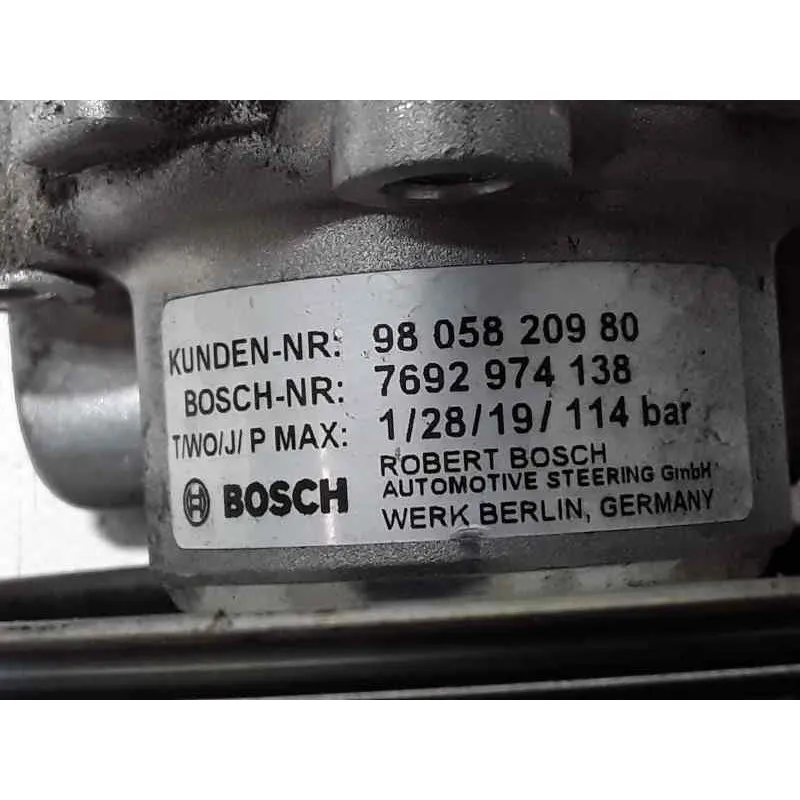 KUNDEN-NR: 98 058 209 80
BOSCH-NR: 7692 974 138
T/WO/J/ P MAX: 1/28/19/ 114 bar
BOSCH
ROBERT BOSCH
AUTOMOTIVE STEERING GmbH
WERK BERLIN, GERMANY